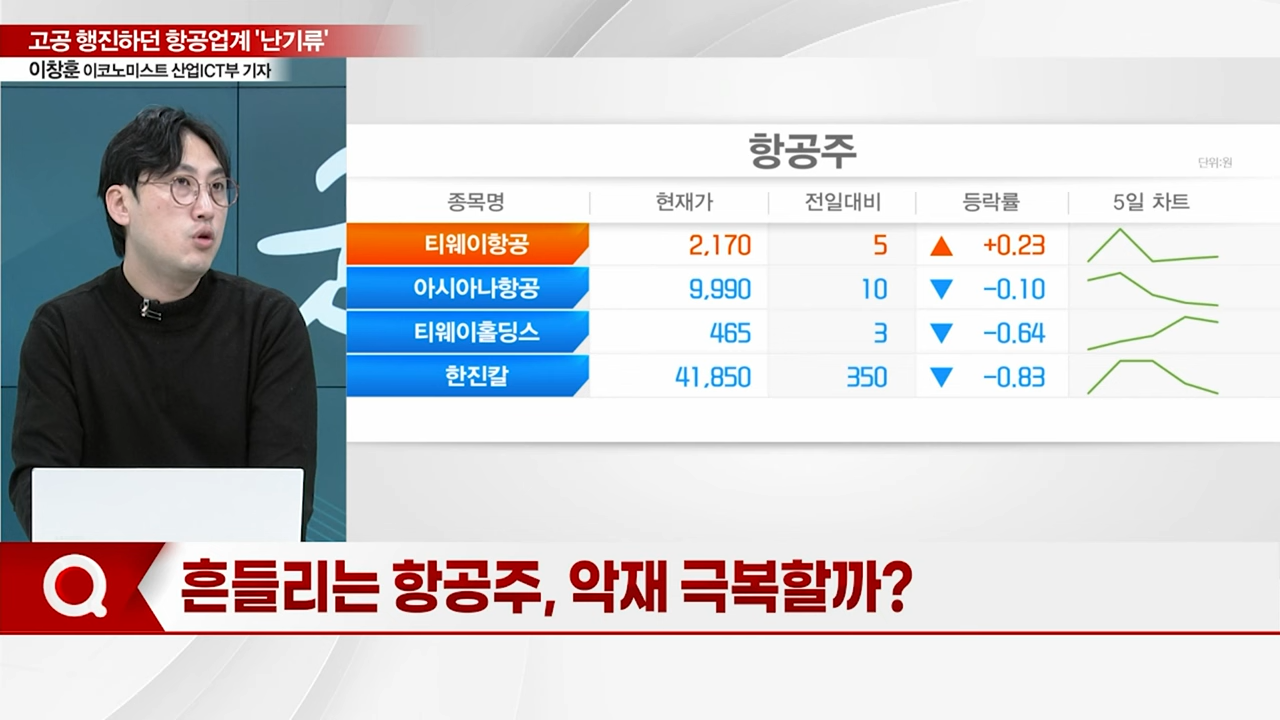 고공 행진하던 항공업계 '난기류'
이창훈 이코노미스트 산업ICT부 기자
항공주
단위:원
종목명 현재가 전일대비 등락률 5일 차트
티웨이항공 2,170 5 ▲ +0.23
아시아나항공 9,990 10 ▼ -0.10
티웨이홀딩스 465 3 ▼ -0.64
한진칼 41,850 350 ▼ -0.83
Q 흔들리는 항공주, 악재 극복할까?